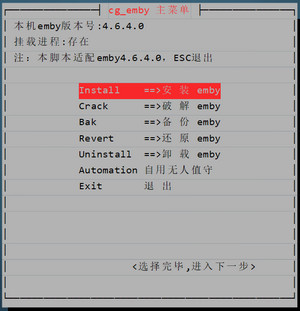 cg_emby 主菜单
本机emby版本号:4.6.4.0
挂载进程:存在
注：本脚本适配emby4.6.4.0，ESC退出
Install ==>安 装 emby
Crack ==>破 解 emby
Bak ==>备 份 emby
Revert ==>还 原 emby
Uninstall ==>卸 载 emby
Automation 自用无人值守
Exit 退 出
<选择完毕,进入下一步>